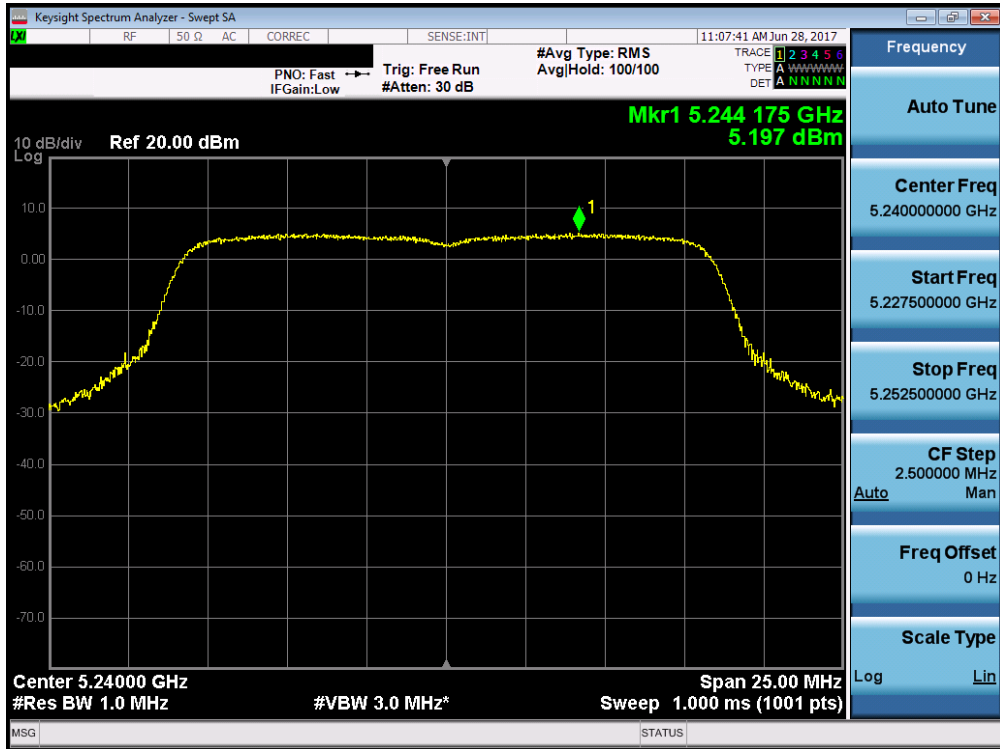 Keysight Spectrum Analyzer - Swept SA
LXI RF 50 Ω AC CORREC SENSE:INT 11:07:41 AM Jun 28, 2017
PNO: Fast Trig: Free Run #Avg Type: RMS TRACE 1 2 3 4 5 6
IFGain:Low #Atten: 30 dB Avg|Hold: 100/100 TYPE A WWWWW
DET A N N N N N
Mkr1 5.244 175 GHz
5.197 dBm
10 dB/div Ref 20.00 dBm
Log
1
10.0
0.00
-10.0
-20.0
-30.0
-40.0
-50.0
-60.0
-70.0
Center 5.24000 GHz Span 25.00 MHz
#Res BW 1.0 MHz #VBW 3.0 MHz* Sweep 1.000 ms (1001 pts)
MSG STATUS
Frequency
Auto Tune
Center Freq
5.240000000 GHz
Start Freq
5.227500000 GHz
Stop Freq
5.252500000 GHz
CF Step
2.500000 MHz
Auto Man
Freq Offset
0 Hz
Scale Type
Log Lin